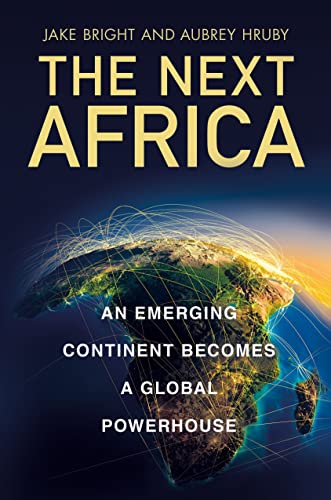 JAKE BRIGHT AND AUBREY HRUBY
THE NEXT
AFRICA
AN EMERGING
CONTINENT BECOMES
A GLOBAL
POWERHOUSE